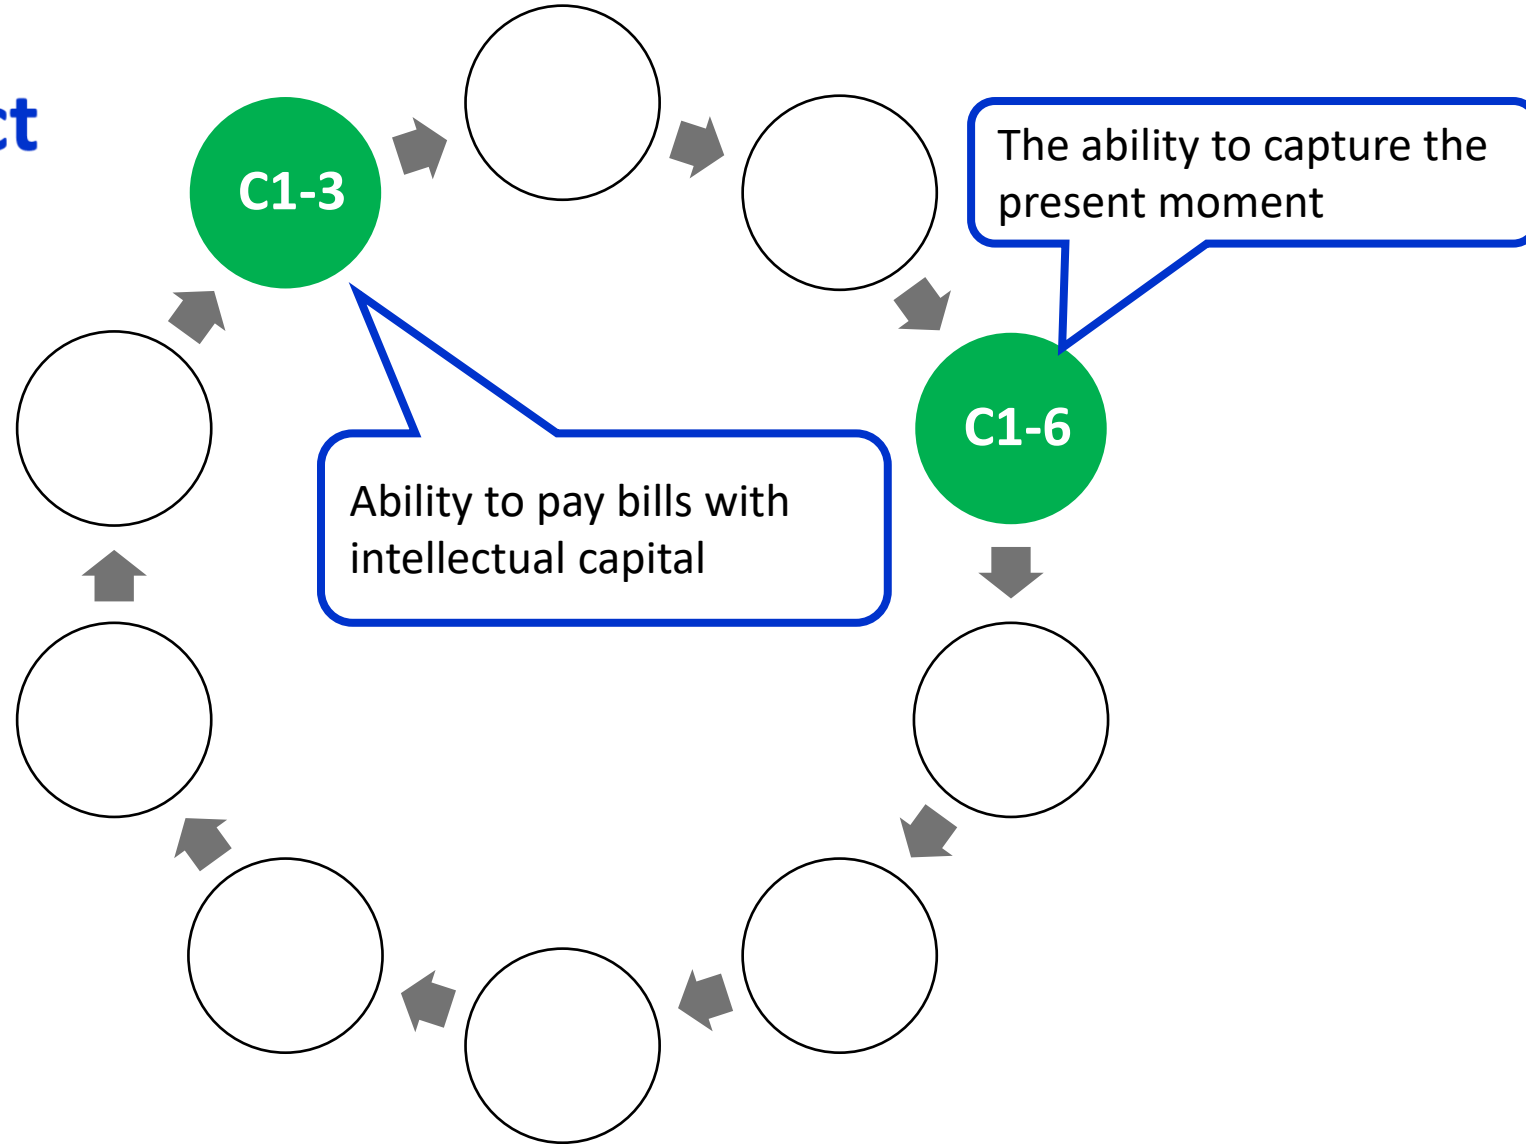 ct
C1-3
The ability to capture the
present moment
C1-6
Ability to pay bills with
intellectual capital